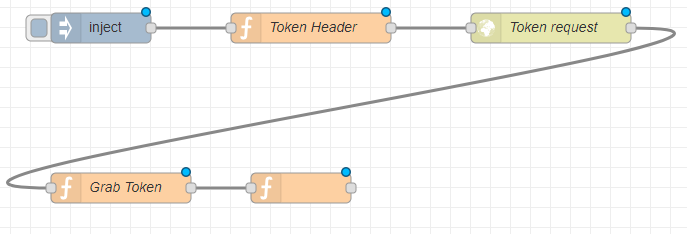 inject
Token Header
Token request
Grab Token